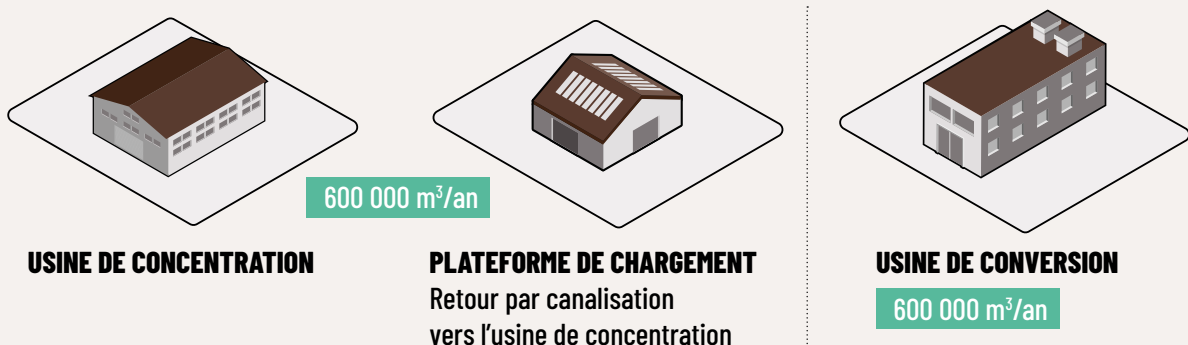 600 000 m³/an
USINE DE CONCENTRATION
PLATEFORME DE CHARGEMENT
Retour par canalisation
vers l'usine de concentration
USINE DE CONVERSION
600 000 m³/an